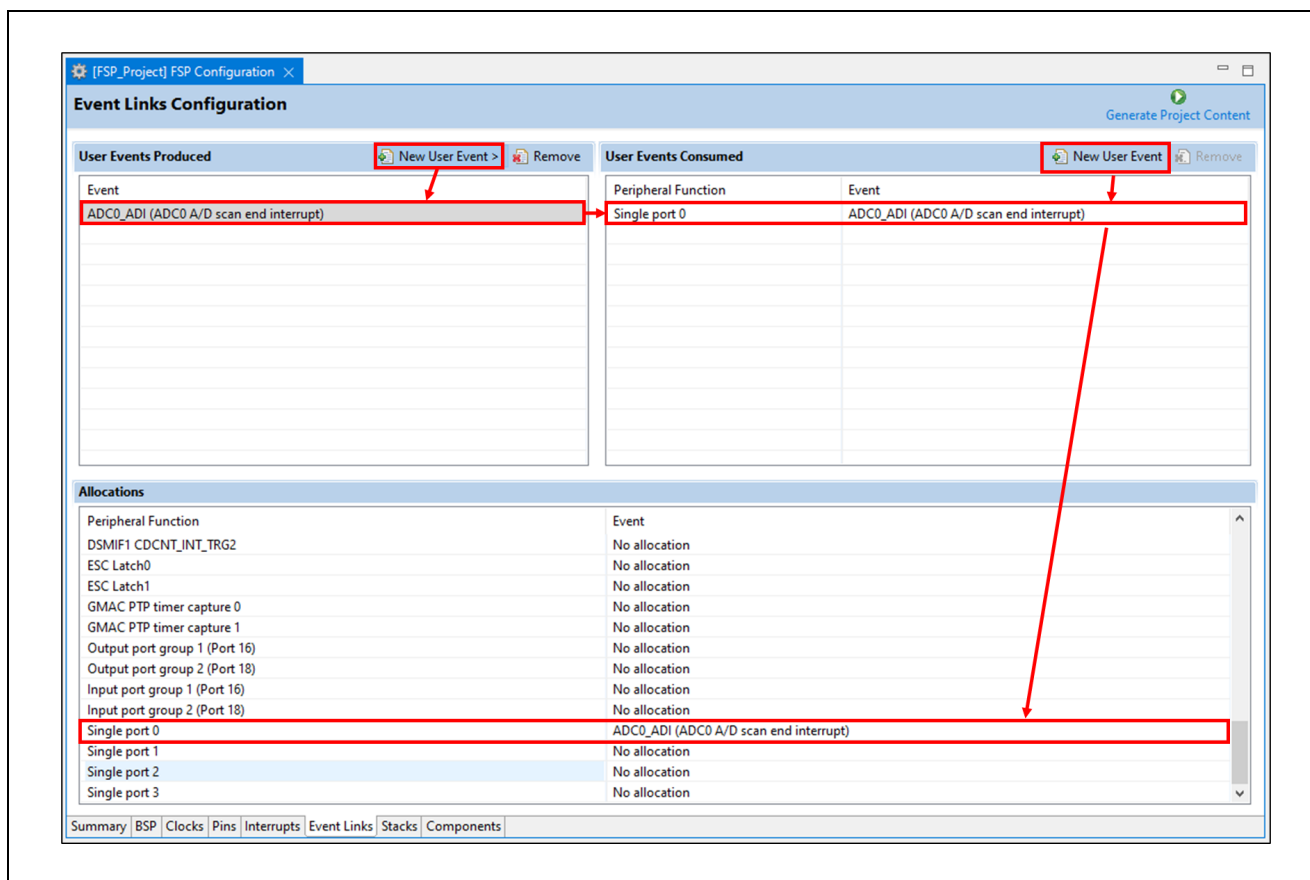 [FSP_Project] FSP Configuration
Event Links Configuration
Generate Project Content
User Events Produced
New User Event >
Remove
User Events Consumed
New User Event
Remove
Event
Peripheral Function Event
ADC0_ADI (ADC0 A/D scan end interrupt)
Single port 0 ADC0_ADI (ADC0 A/D scan end interrupt)
Allocations
Peripheral Function Event
DSMIF1 CDCNT_INT_TRG2 No allocation
ESC Latch0 No allocation
ESC Latch1 No allocation
GMAC PTP timer capture 0 No allocation
GMAC PTP timer capture 1 No allocation
Output port group 1 (Port 16) No allocation
Output port group 2 (Port 18) No allocation
Input port group 1 (Port 16) No allocation
Input port group 2 (Port 18) No allocation
Single port 0 ADC0_ADI (ADC0 A/D scan end interrupt)
Single port 1 No allocation
Single port 2 No allocation
Single port 3 No allocation
Summary BSP Clocks Pins Interrupts Event Links Stacks Components